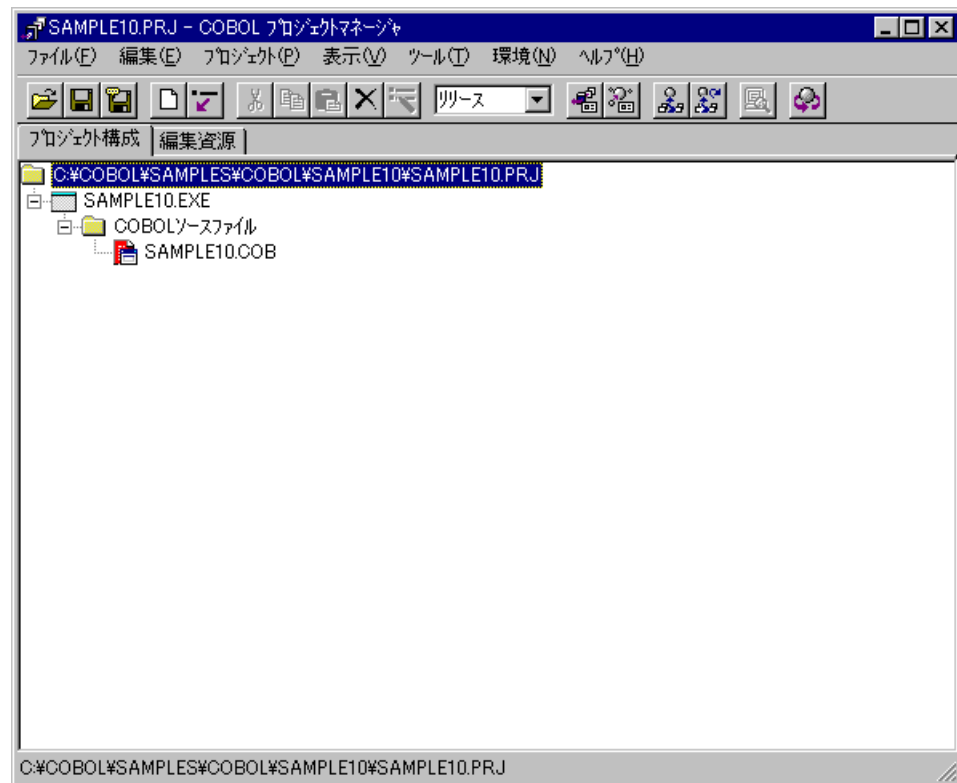 SAMPLE10.PRJ - COBOL ﾌﾟﾛｼﾞｪｸﾄﾏﾈｰｼﾞｬ
ﾌｧｲﾙ(F) 編集(E) ﾌﾟﾛｼﾞｪｸﾄ(P) 表示(V) ﾂｰﾙ(T) 環境(N) ﾍﾙﾌﾟ(H)
ﾘﾘｰｽ
ﾌﾟﾛｼﾞｪｸﾄ構成 編集資源
C:¥COBOL¥SAMPLES¥COBOL¥SAMPLE10¥SAMPLE10.PRJ
SAMPLE10.EXE
COBOLｿｰｽﾌｧｲﾙ
SAMPLE10.COB
C:¥COBOL¥SAMPLES¥COBOL¥SAMPLE10¥SAMPLE10.PRJ